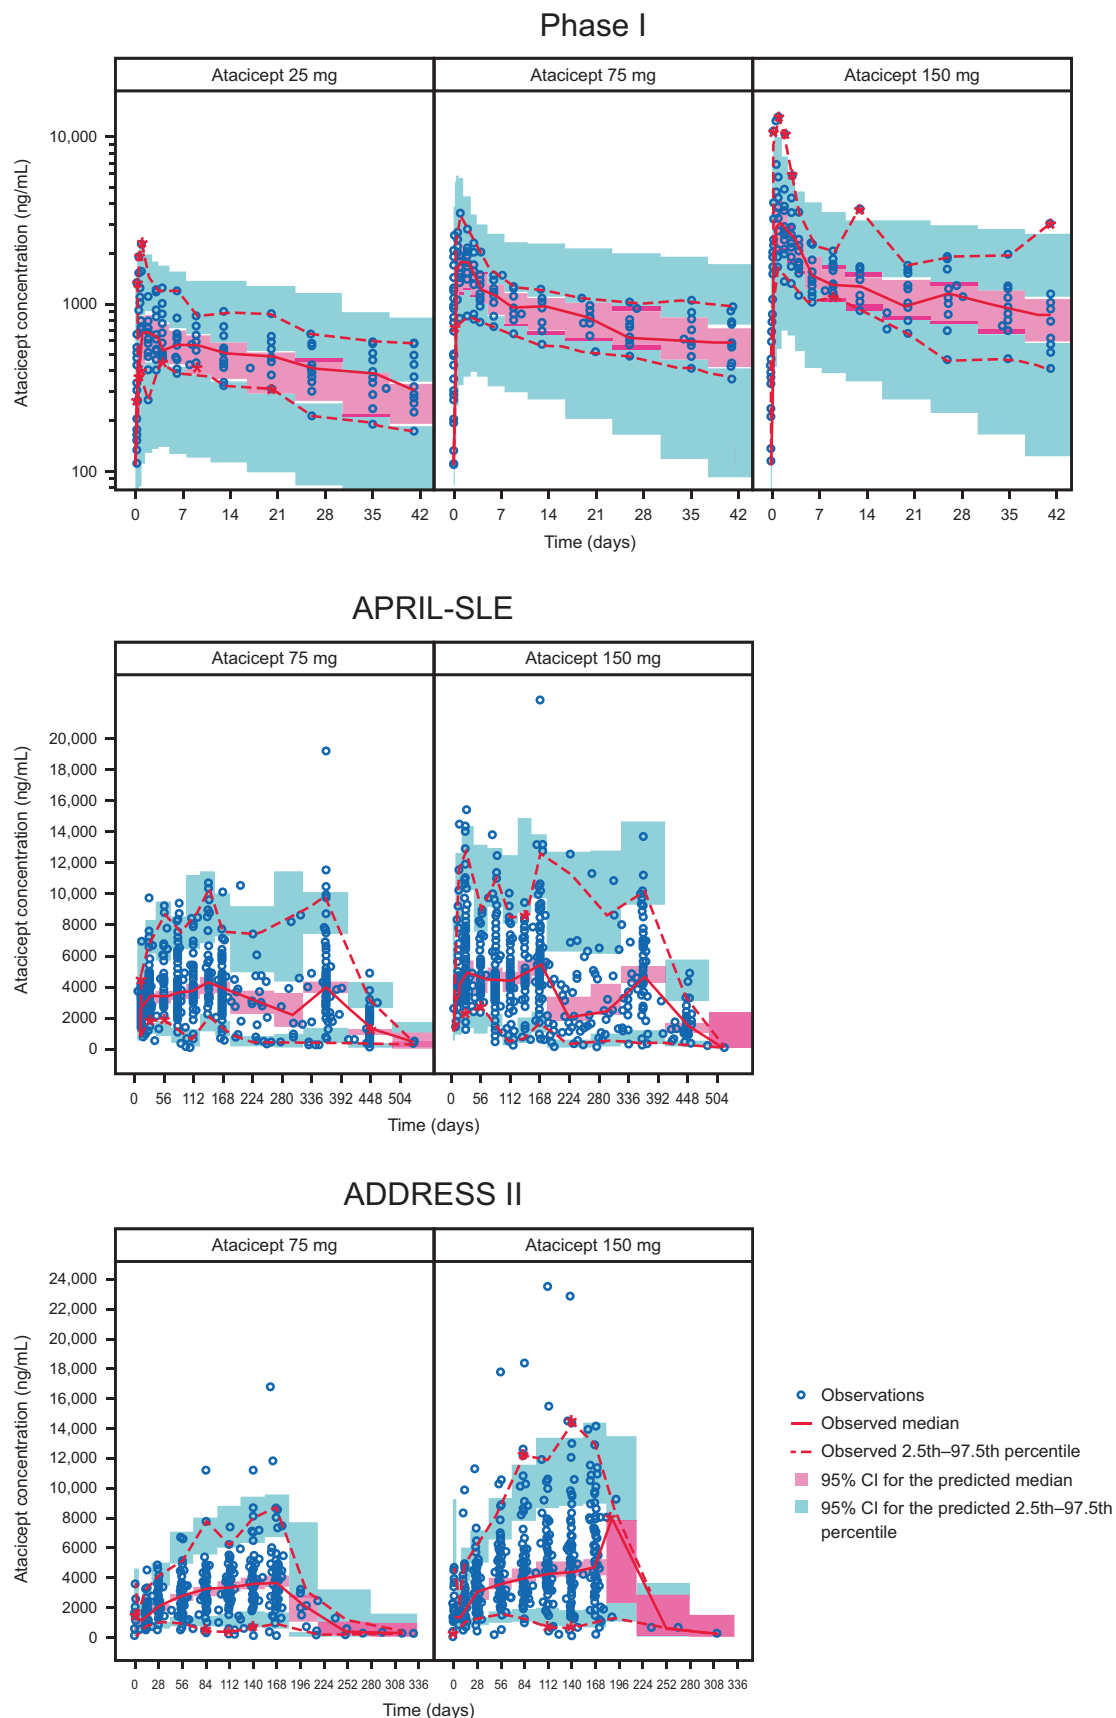 Phase I
Atacicept 25 mg
Atacicept 75 mg
Atacicept 150 mg
Atacicept concentration (ng/mL)
10,000
1000
100
0 7 14 21 28 35 42
0 7 14 21 28 35 42
0 7 14 21 28 35 42
Time (days)
APRIL-SLE
Atacicept 75 mg
Atacicept 150 mg
Atacicept concentration (ng/mL)
20,000
18,000
16,000
14,000
12,000
10,000
8000
6000
4000
2000
0
0 56 112 168 224 280 336 392 448 504
0 56 112 168 224 280 336 392 448 504
Time (days)
ADDRESS II
Atacicept 75 mg
Atacicept 150 mg
Atacicept concentration (ng/mL)
24,000
22,000
20,000
18,000
16,000
14,000
12,000
10,000
8000
6000
4000
2000
0
0 28 56 84 112 140 168 196 224 252 280 308 336
0 28 56 84 112 140 168 196 224 252 280 308 336
Time (days)
Observations
Observed median
Observed 2.5th–97.5th percentile
95% CI for the predicted median
95% CI for the predicted 2.5th–97.5th
percentile